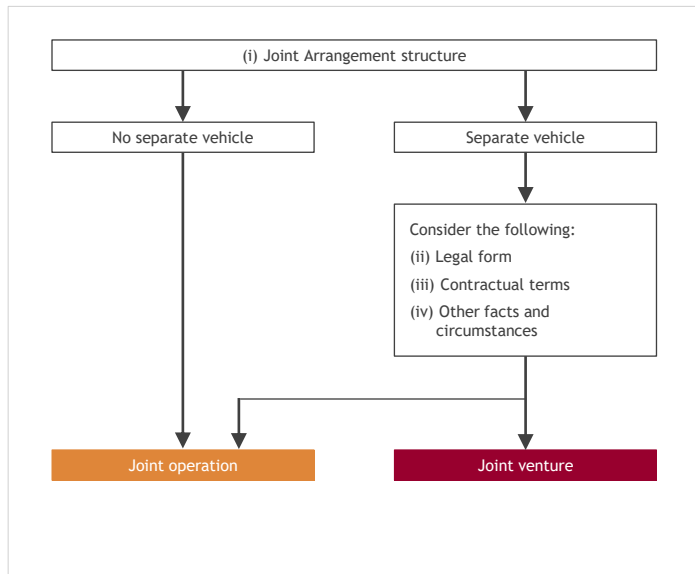 (i) Joint Arrangement structure
No separate vehicle
Separate vehicle
Consider the following:
(ii) Legal form
(iii) Contractual terms
(iv) Other facts and
circumstances
Joint operation
Joint venture